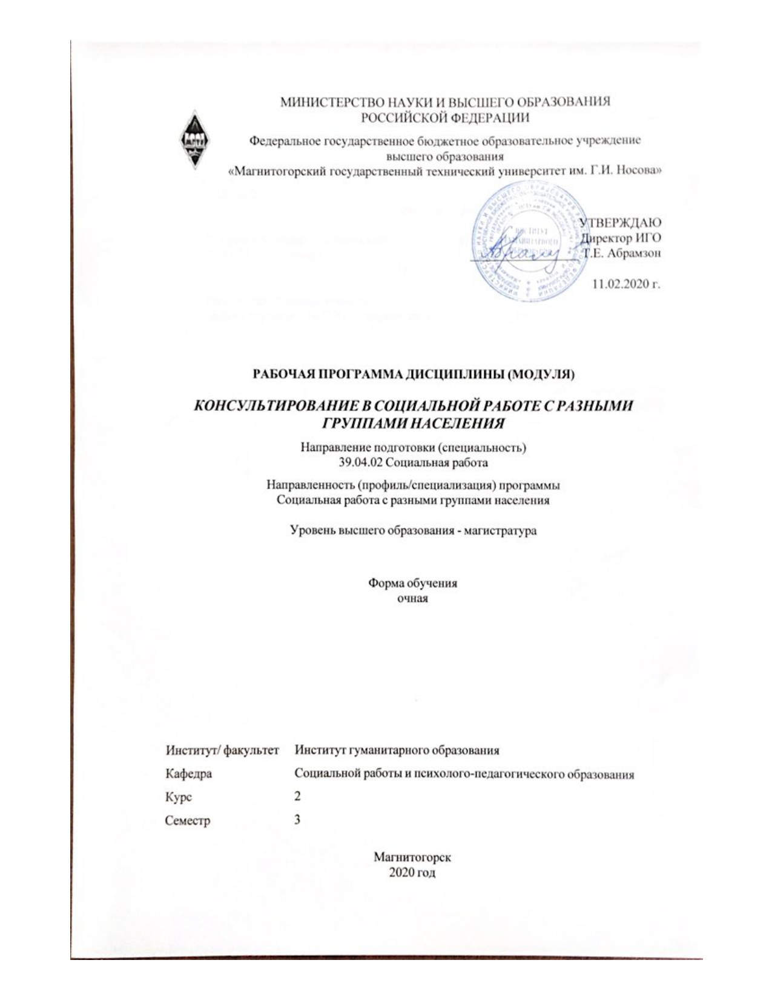 МИНИСТЕРСТВО НАУКИ И ВЫСШЕГО ОБРАЗОВАНИЯ
РОССИЙСКОЙ ФЕДЕРАЦИИ
Федеральное государственное бюджетное образовательное учреждение
высшего образования
«Магнитогорский государственный технический университет им. Г.И. Носова»
МГТУ
УТВЕРЖДАЮ
Директор ИГО
Т.Е. Абрамзон
11.02.2020 г.
ИНСТИТУТ
ГУМАНИТАРНОГО
ОБРАЗОВАНИЯ
РАБОЧАЯ ПРОГРАММА ДИСЦИПЛИНЫ (МОДУЛЯ)
КОНСУЛЬТИРОВАНИЕ В СОЦИАЛЬНОЙ РАБОТЕ С РАЗНЫМИ
ГРУППАМИ НАСЕЛЕНИЯ
Направление подготовки (специальность)
39.04.02 Социальная работа
Направленность (профиль/специализация) программы
Социальная работа с разными группами населения
Уровень высшего образования - магистратура
Форма обучения
очная
Институт/ факультет Институт гуманитарного образования
Кафедра Социальной работы и психолого-педагогического образования
Курс 2
Семестр 3
Магнитогорск
2020 год